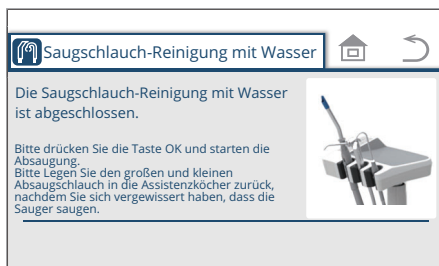 Saugschlauch-Reinigung mit Wasser
Die Saugschlauch-Reinigung mit Wasser
ist abgeschlossen.
Bitte drücken Sie die Taste OK und starten die
Absaugung.
Bitte Legen Sie den großen und kleinen
Absaugschlauch in die Assistenzköcher zurück,
nachdem Sie sich vergewissert haben, dass die
Sauger saugen.